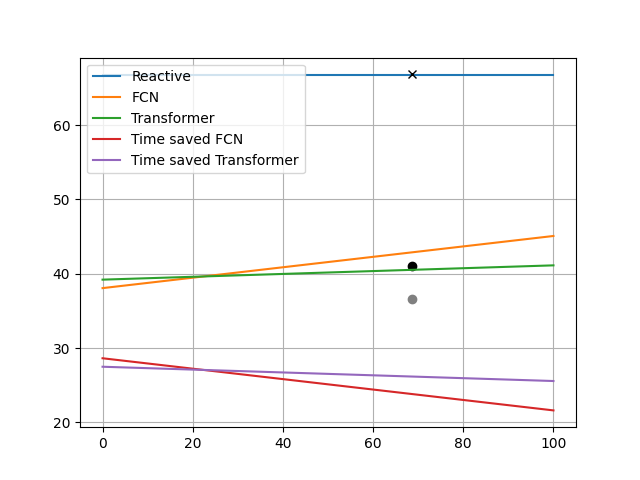 Reactive
FCN
Transformer
Time saved FCN
Time saved Transformer
60
50
40
30
20
0 20 40 60 80 100